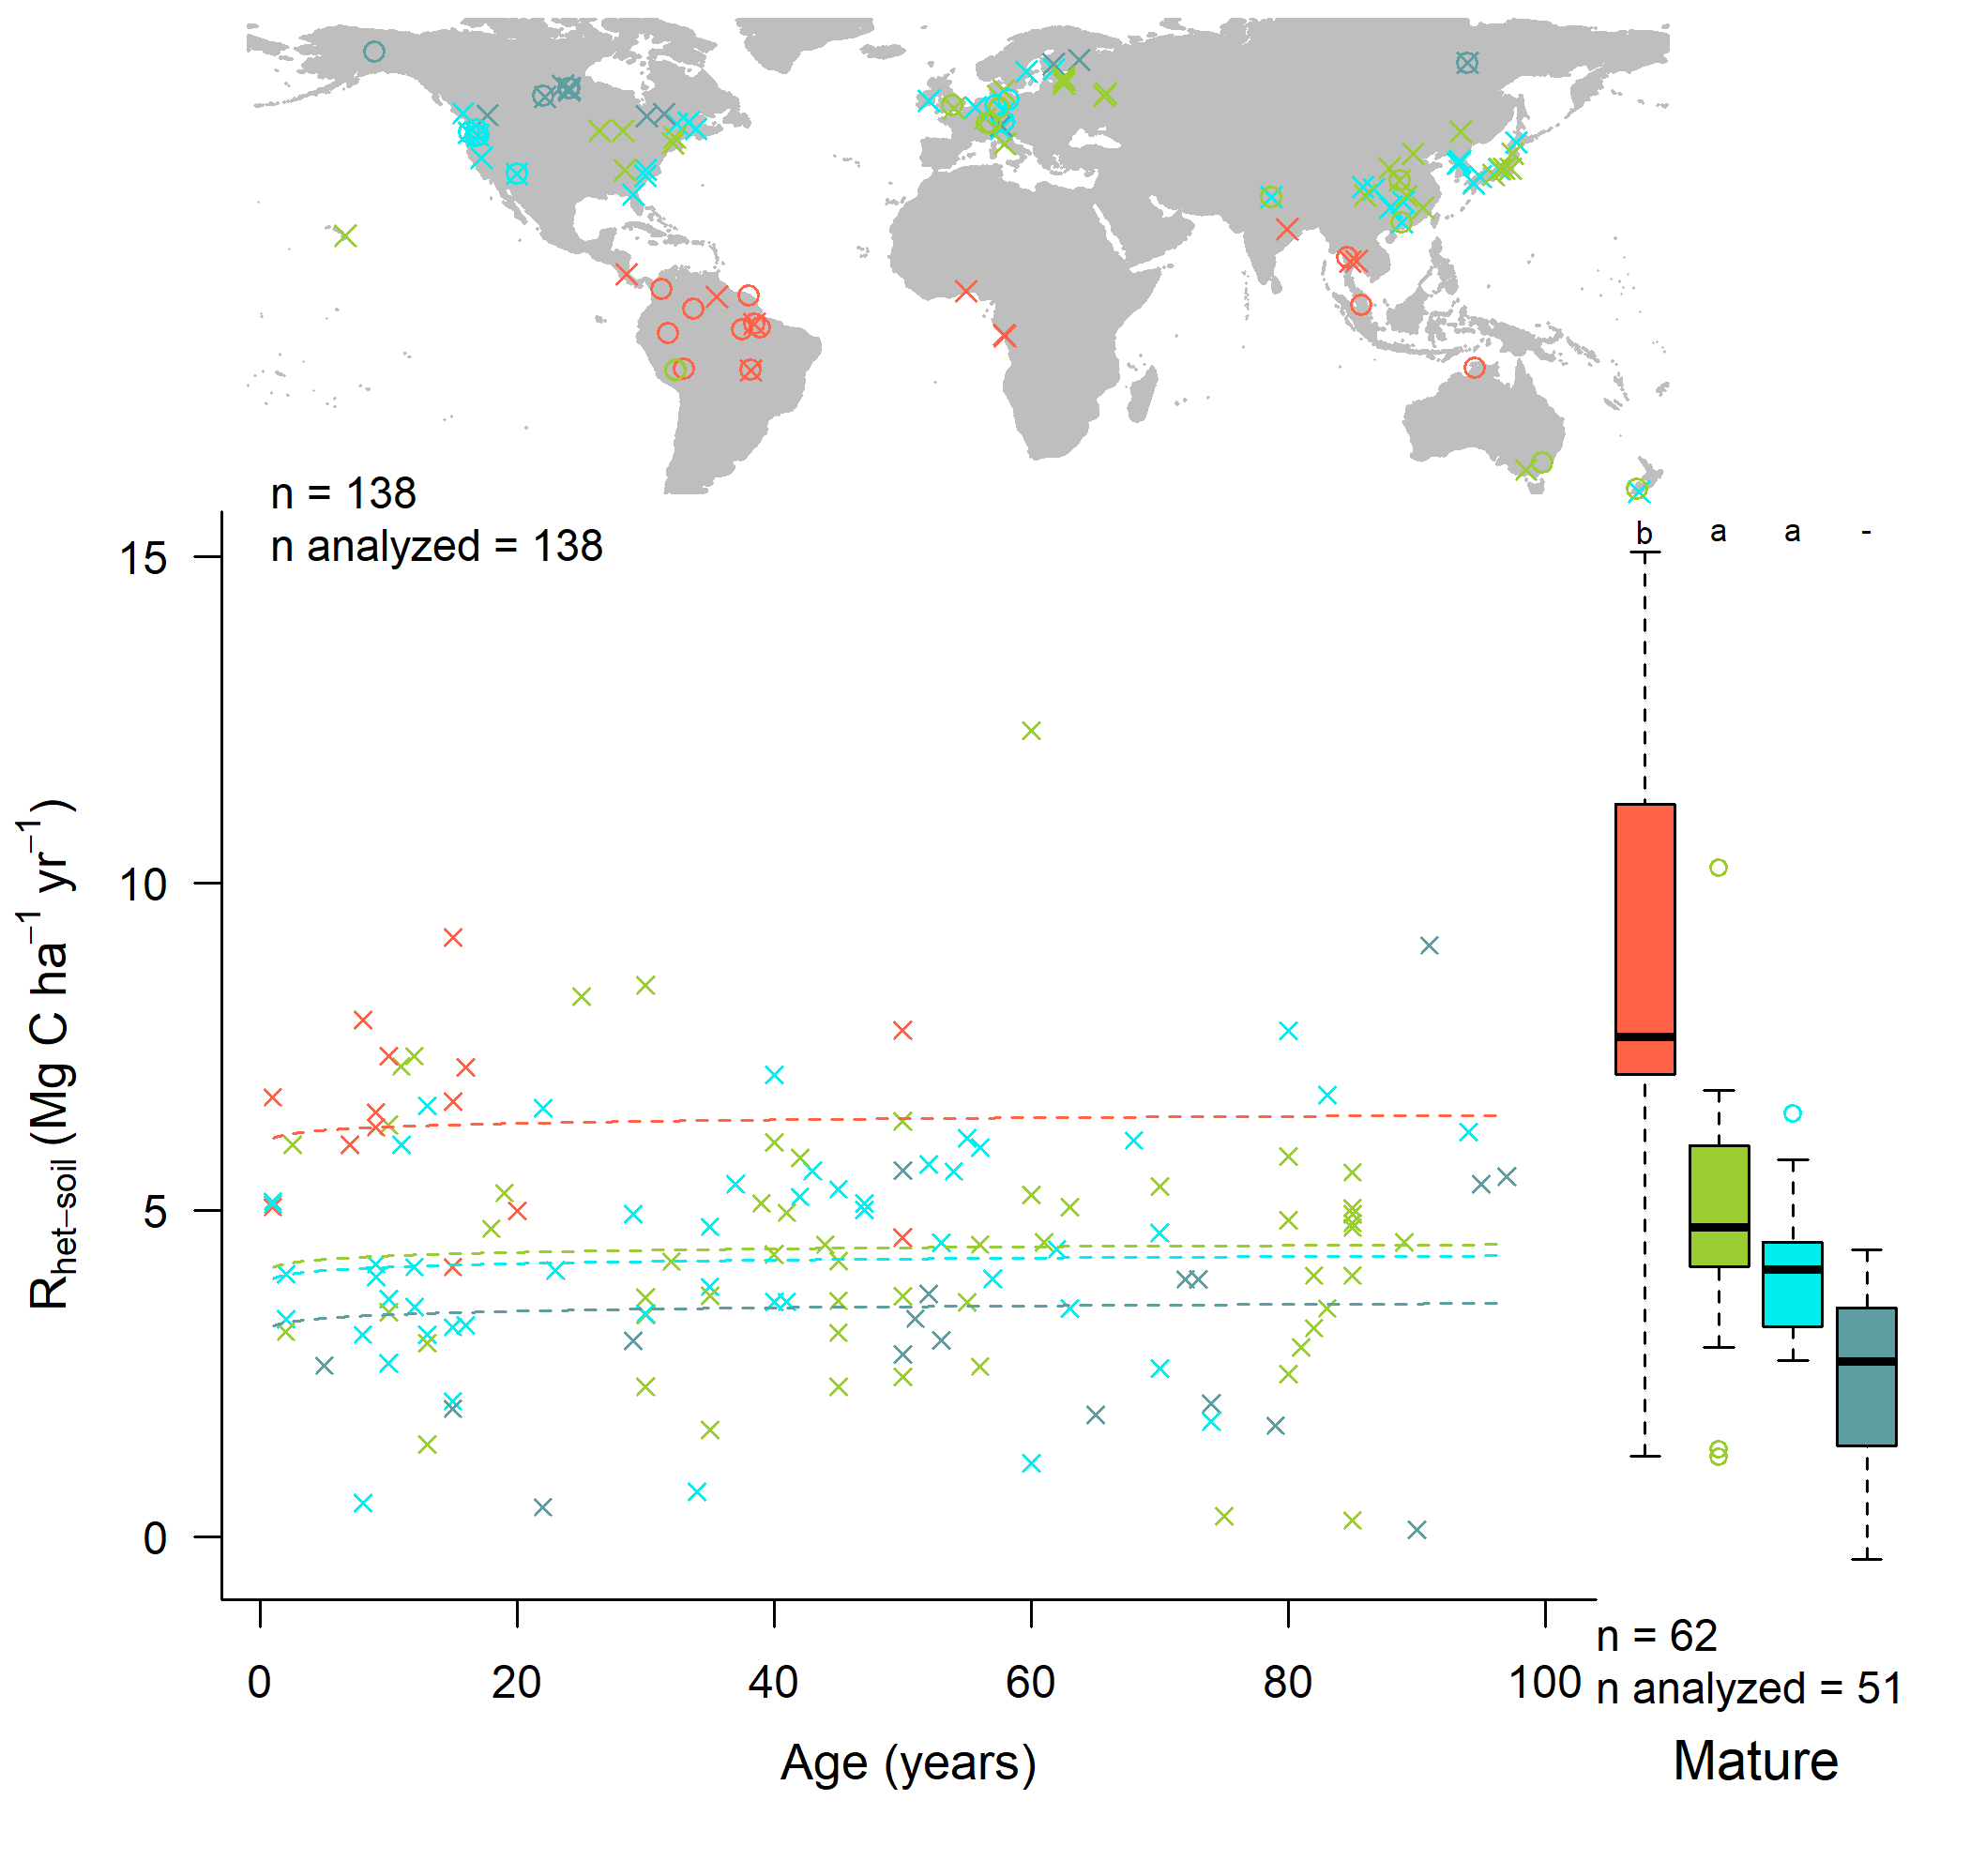 n = 138
n analyzed = 138
b a a -
15
10
5
0
R_het−soil (Mg C ha⁻¹ yr⁻¹)
0 20 40 60 80 100
Age (years)
n = 62
n analyzed = 51
Mature